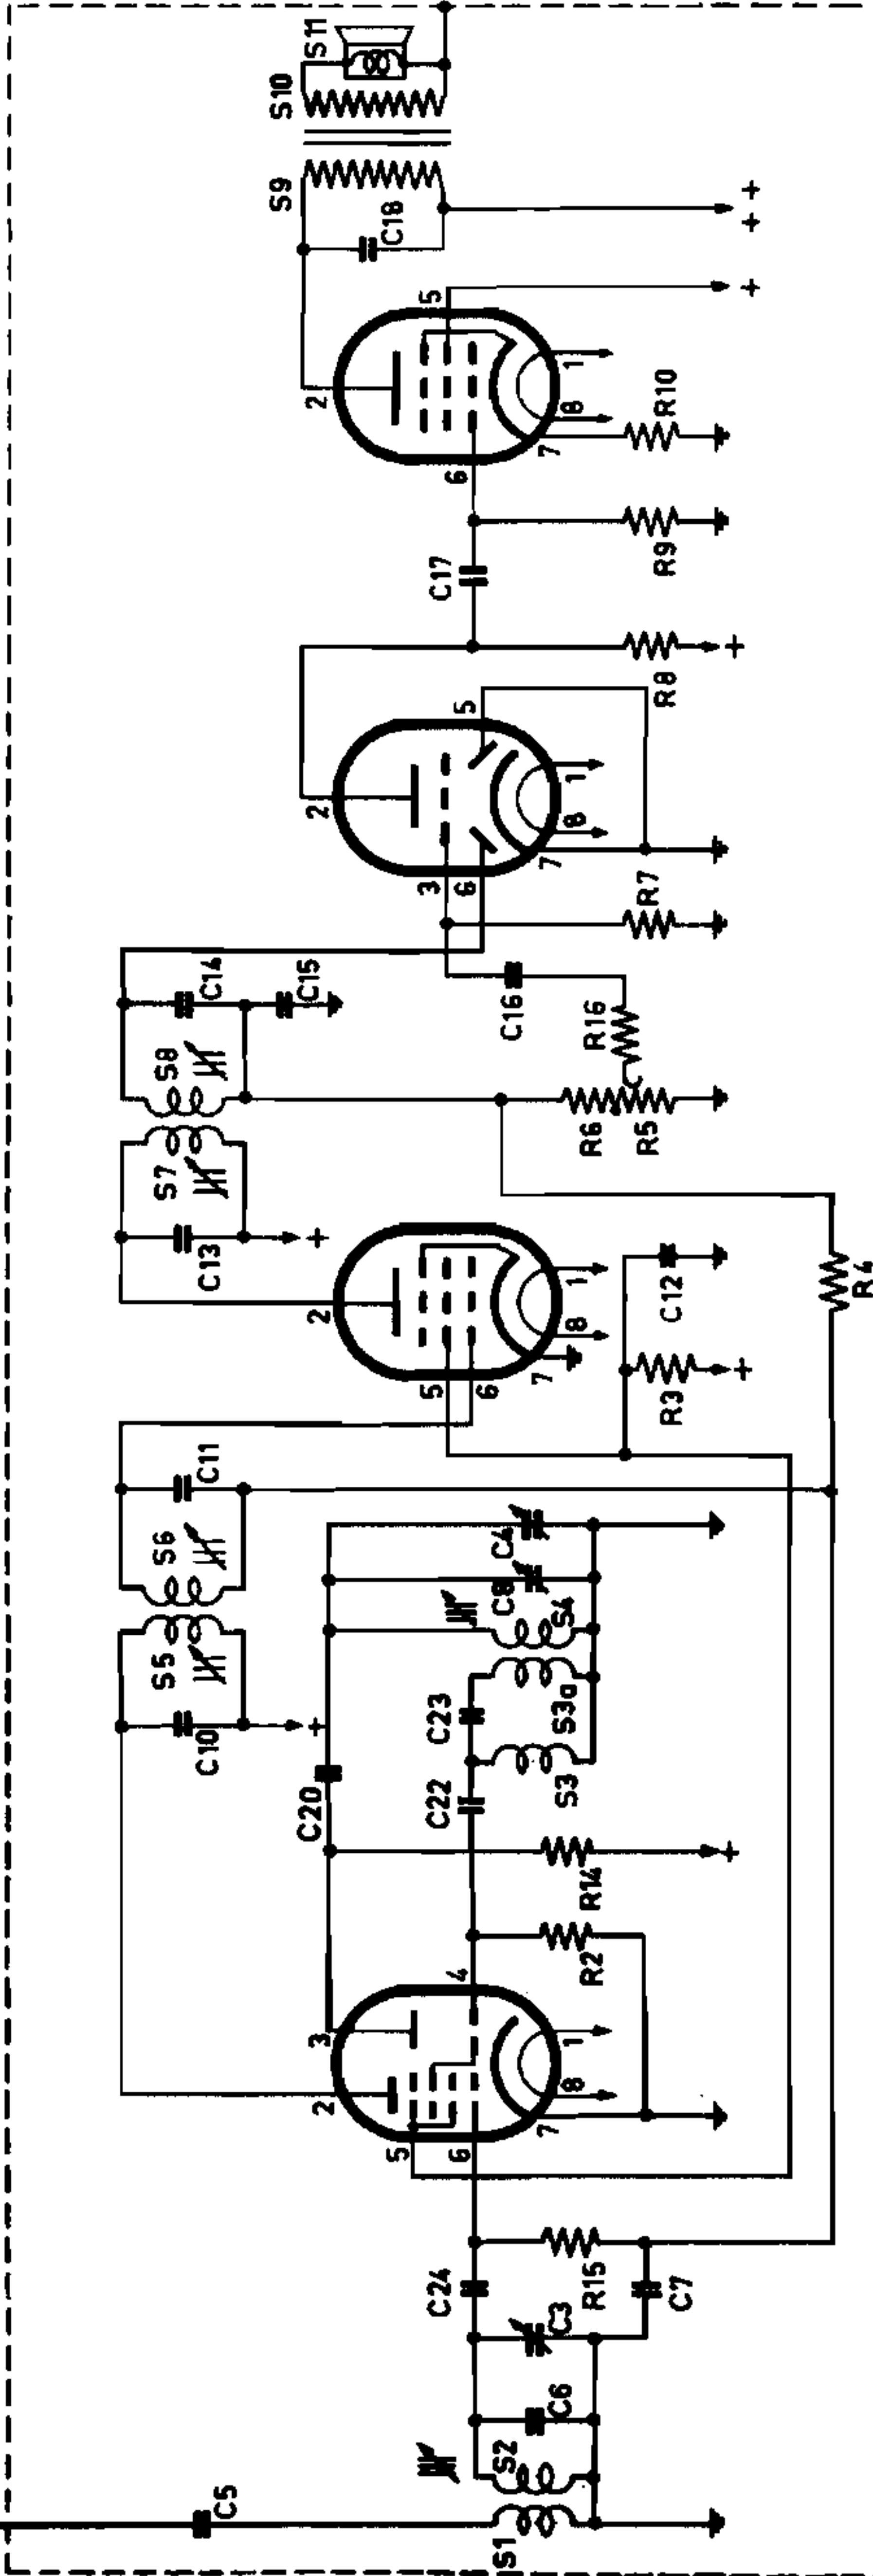 C5
S1
S2
C6
C3
C24
R15
C7
5
6
2
3
4
7
8
1
R2
R14
C20
C22
C23
S3
S3a
S4
C8
C4
C10
+
S5
S6
C11
+
R3
+
C12
R4
5
6
2
7
8
1
C13
+
S7
S8
C14
C15
R6
R5
R16
C16
R7
3
6
2
5
7
8
1
R8
+
C17
R9
6
2
5
7
8
1
R10
+
C18
+ +
S9
S10
S11